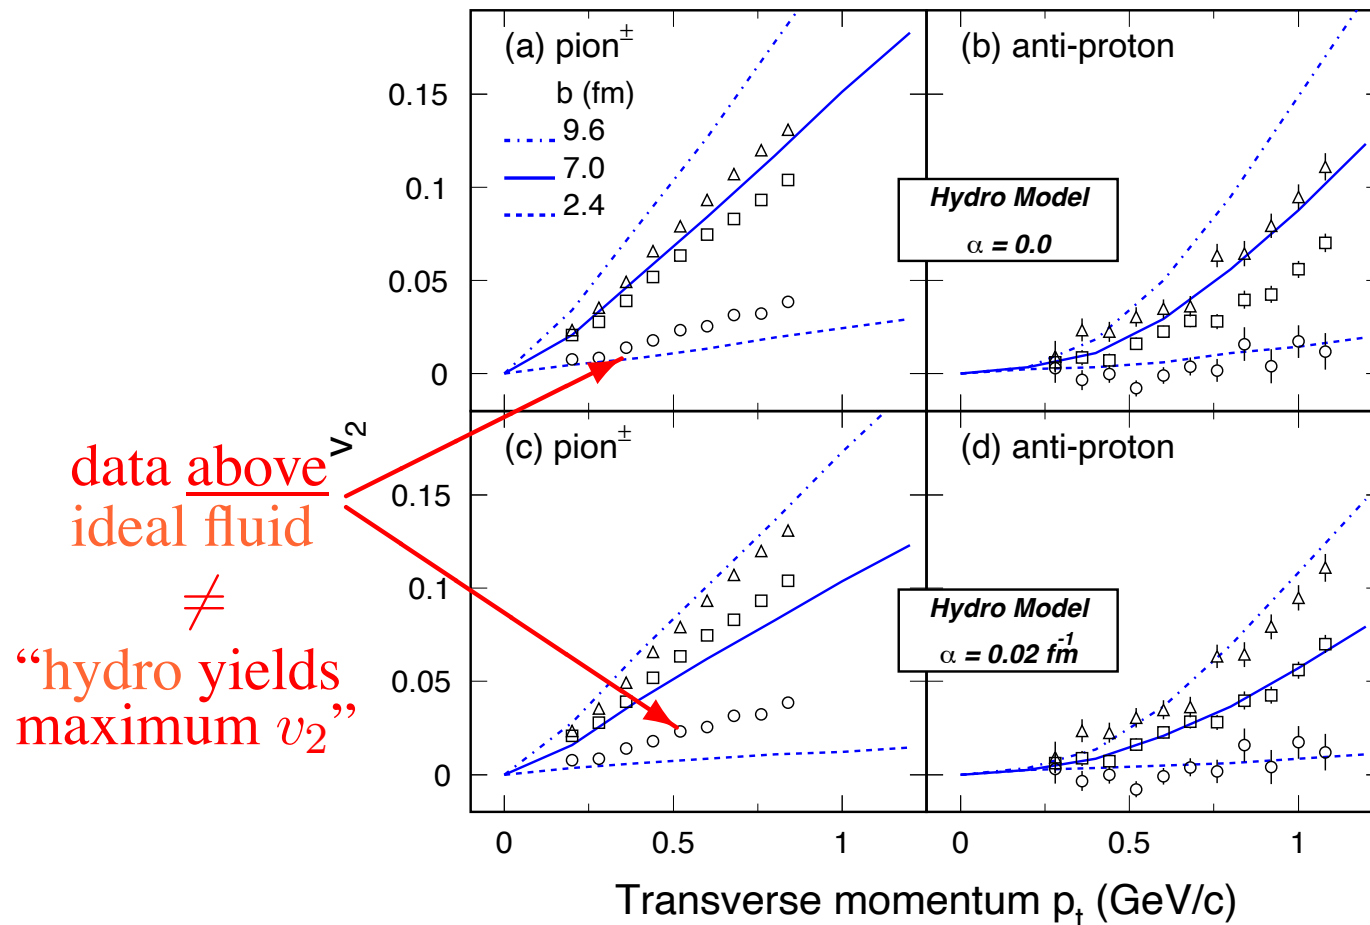 (a) pion±
b (fm)
9.6
7.0
2.4
(b) anti-proton
Hydro Model
α = 0.0
0.15
0.1
0.05
0
v2
data above
ideal fluid
≠
“hydro yields
maximum v2”
(c) pion±
(d) anti-proton
Hydro Model
α = 0.02 fm-1
0.15
0.1
0.05
0
0 0.5 1 0 0.5 1
Transverse momentum pt (GeV/c)